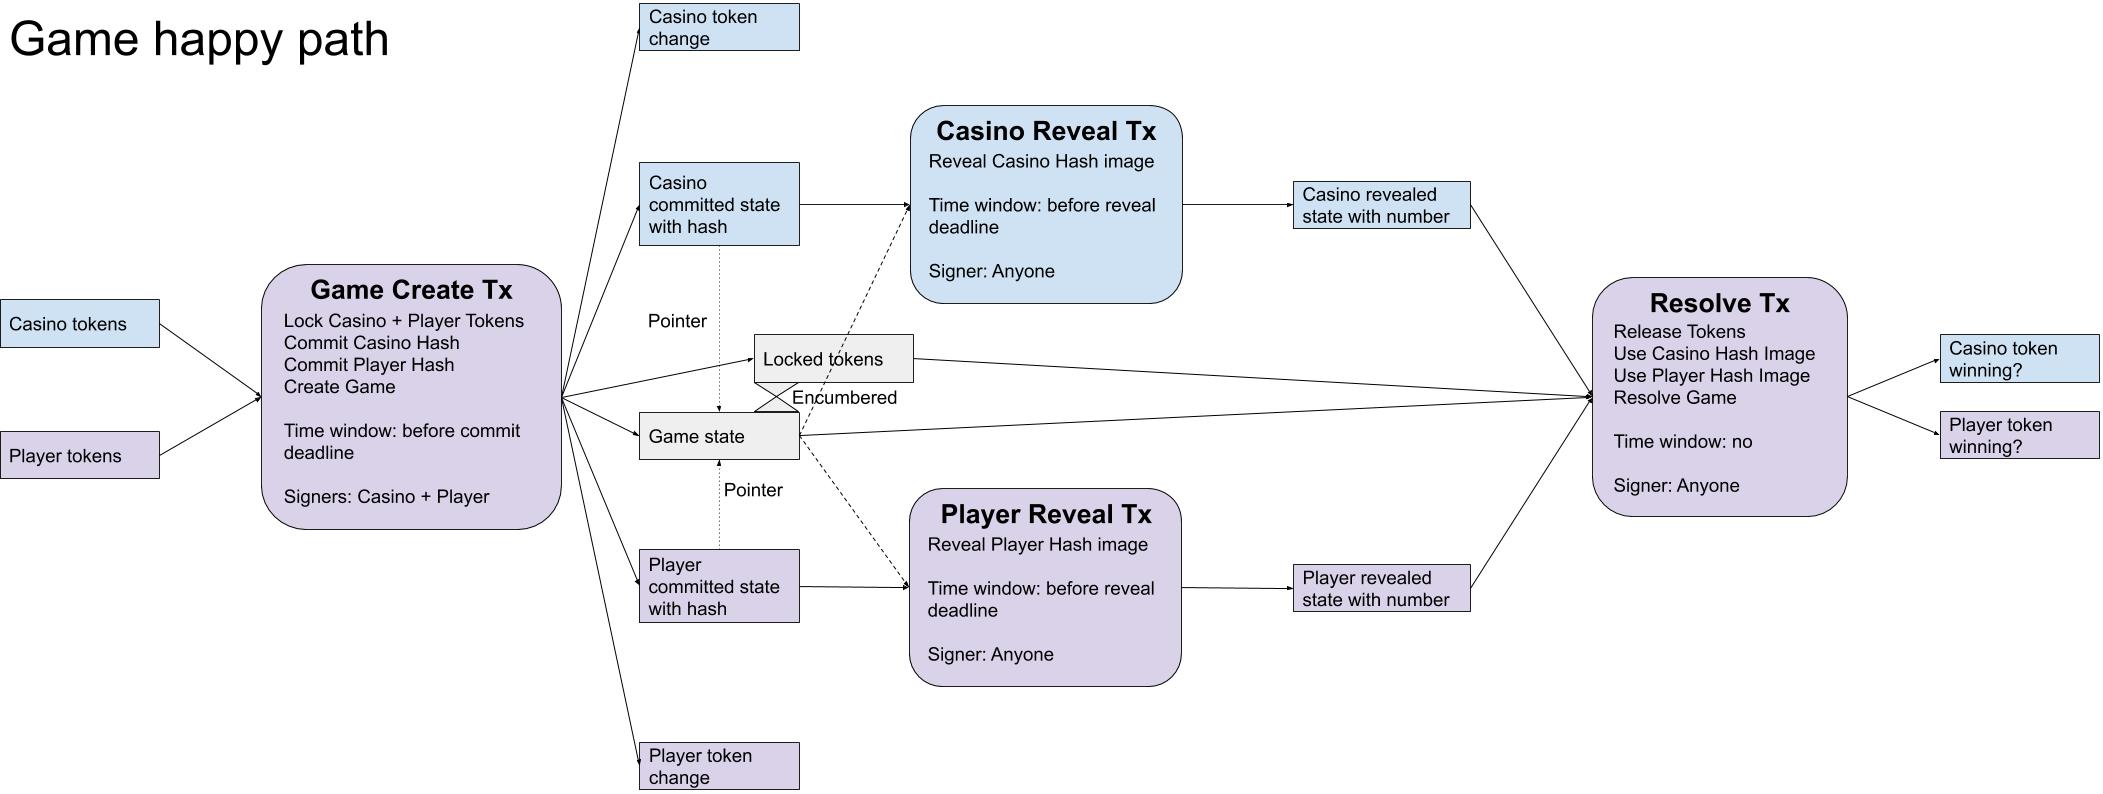 Game happy path
Casino tokens
Player tokens
Game Create Tx
Lock Casino + Player Tokens
Commit Casino Hash
Commit Player Hash
Create Game
Time window: before commit
deadline
Signers: Casino + Player
Casino token
change
Casino
committed state
with hash
Pointer
Locked tokens
Encumbered
Game state
Pointer
Player
committed state
with hash
Player token
change
Casino Reveal Tx
Reveal Casino Hash image
Time window: before reveal
deadline
Signer: Anyone
Player Reveal Tx
Reveal Player Hash image
Time window: before reveal
deadline
Signer: Anyone
Casino revealed
state with number
Player revealed
state with number
Resolve Tx
Release Tokens
Use Casino Hash Image
Use Player Hash Image
Resolve Game
Time window: no
Signer: Anyone
Casino token
winning?
Player token
winning?